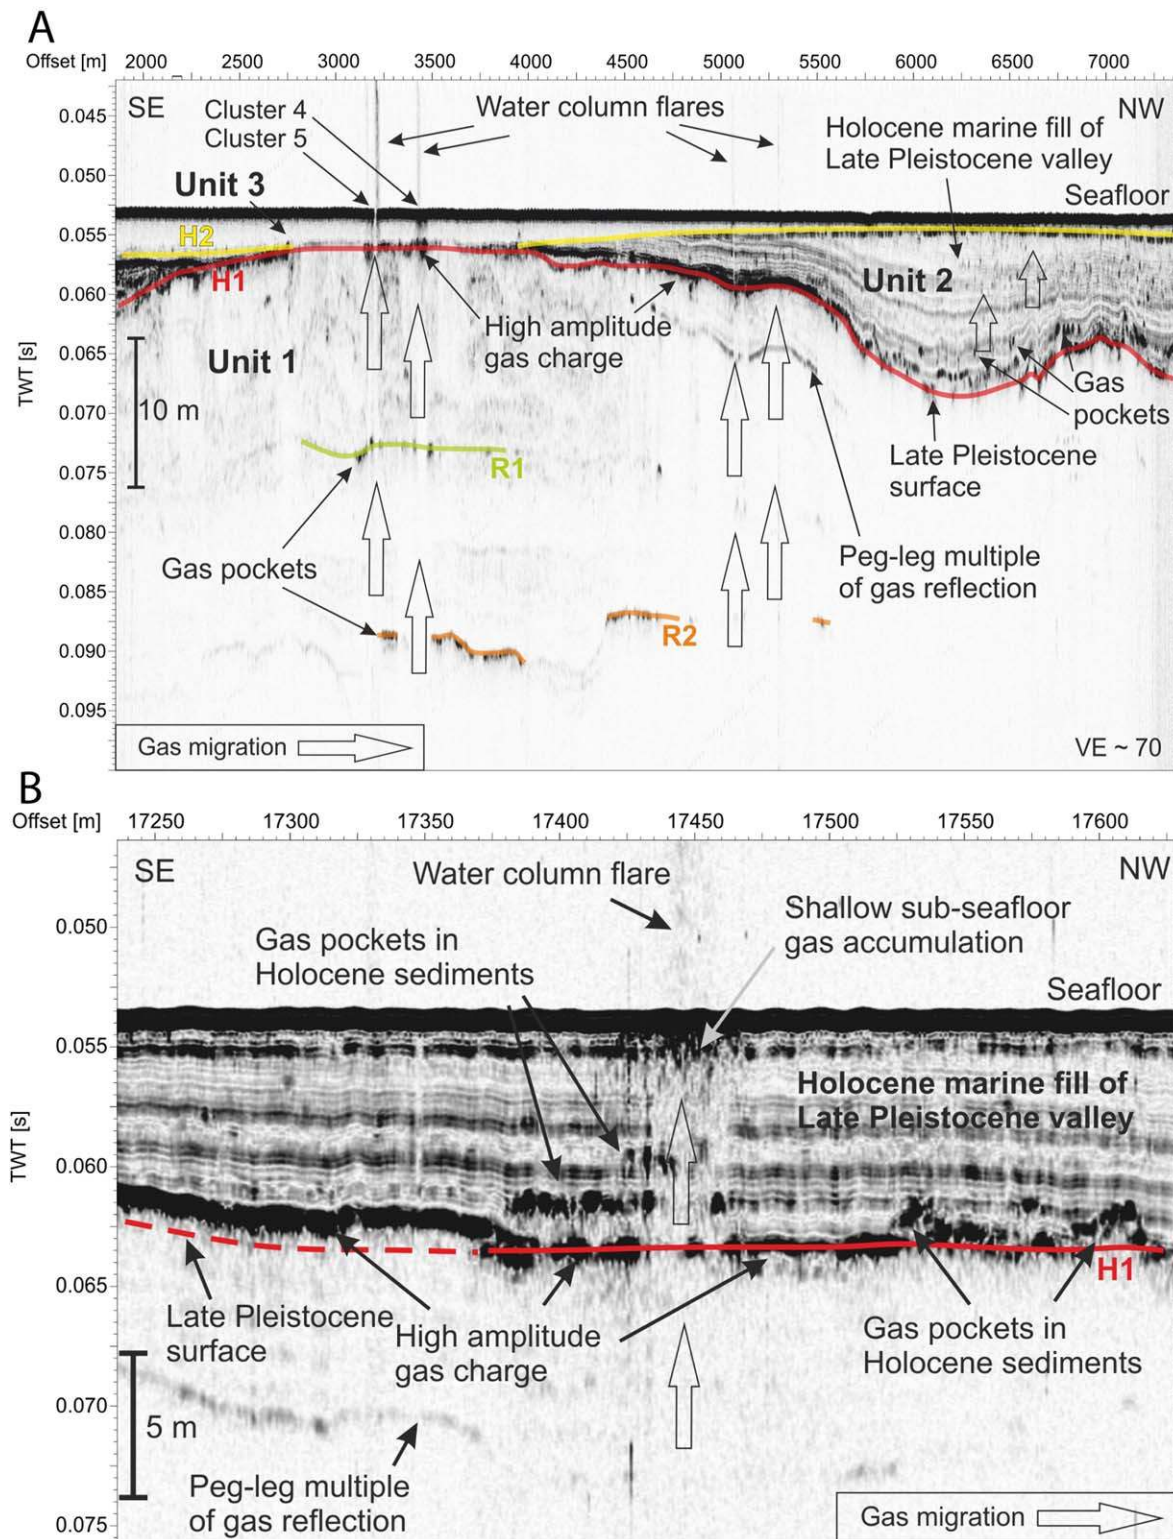 A
Offset [m] 2000 2500 3000 3500 4000 4500 5000 5500 6000 6500 7000
SE
NW
Cluster 4
Cluster 5
Water column flares
Holocene marine fill of
Late Pleistocene valley
Unit 3
Seafloor
H2
H1
Unit 2
Unit 1
High amplitude
gas charge
Gas
pockets
10 m
R1
Late Pleistocene
surface
Gas pockets
Peg-leg multiple
of gas reflection
R2
Gas migration
VE ~ 70
TWT [s]
0.045
0.050
0.055
0.060
0.065
0.070
0.075
0.080
0.085
0.090
0.095
B
Offset [m] 17250 17300 17350 17400 17450 17500 17550 17600
SE
NW
Water column flare
Shallow sub-seafloor
gas accumulation
Gas pockets in
Holocene sediments
Seafloor
Holocene marine fill of
Late Pleistocene valley
H1
Late Pleistocene
surface
High amplitude
gas charge
Gas pockets in
Holocene sediments
5 m
Peg-leg multiple
of gas reflection
Gas migration
TWT [s]
0.050
0.055
0.060
0.065
0.070
0.075